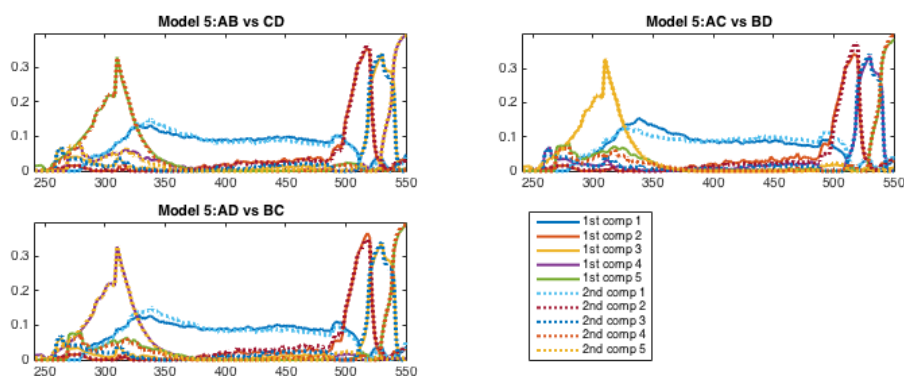 Model 5:AB vs CD
0.3
0.2
0.1
0
250 300 350 400 450 500 550
Model 5:AC vs BD
0.3
0.2
0.1
0
250 300 350 400 450 500 550
Model 5:AD vs BC
0.3
0.2
0.1
0
250 300 350 400 450 500 550
1st comp 1
1st comp 2
1st comp 3
1st comp 4
1st comp 5
2nd comp 1
2nd comp 2
2nd comp 3
2nd comp 4
2nd comp 5